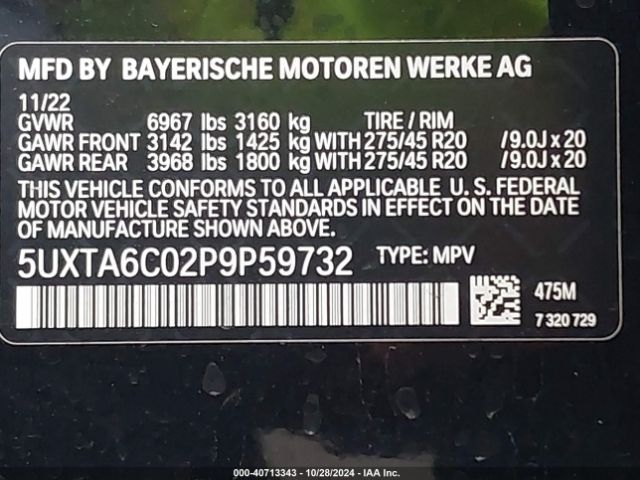 MFD BY BAYERISCHE MOTOREN WERKE AG
11/22
GVWR 6967 lbs 3160 kg TIRE / RIM
GAWR FRONT 3142 lbs 1425 kg WITH 275/45 R20 /9.0J x 20
GAWR REAR 3968 lbs 1800 kg WITH 275/45 R20 /9.0J x 20
THIS VEHICLE CONFORMS TO ALL APPLICABLE U. S. FEDERAL
MOTOR VEHICLE SAFETY STANDARDS IN EFFECT ON THE DATE
OF MANUFACTURE SHOWN ABOVE.
5UXTA6C02P9P59732 TYPE: MPV
475M
7 320 729
000-40713343 - 10/28/2024 - IAA Inc.